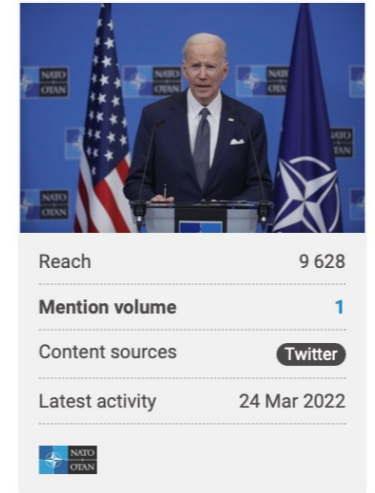 NATO
OTAN
NATO
OTAN
NATO
OTAN
NATO
OTAN
NATO
OTAN
Reach 9 628
Mention volume 1
Content sources Twitter
Latest activity 24 Mar 2022
NATO
OTAN